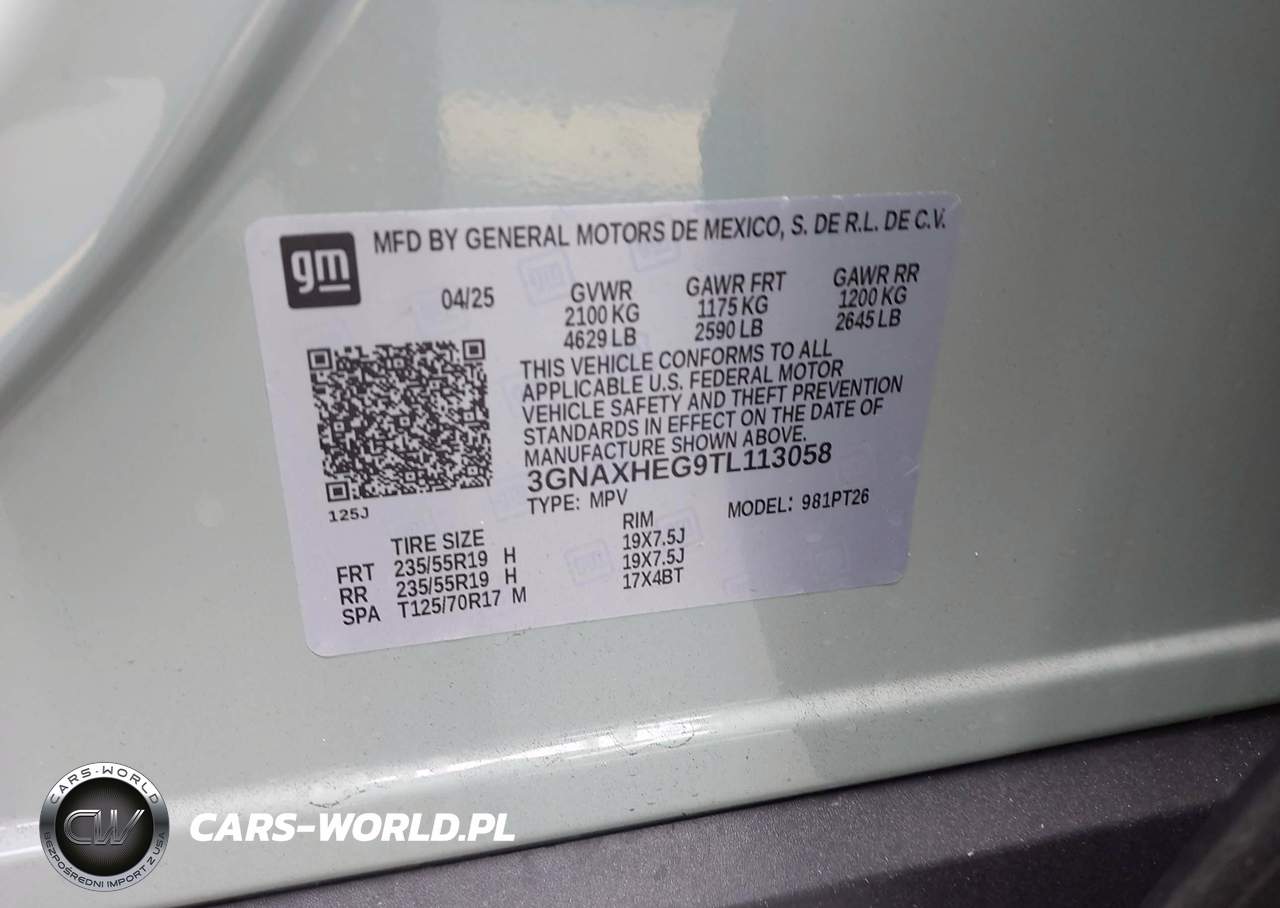 gm
MFD BY GENERAL MOTORS DE MEXICO, S. DE R.L. DE C.V.
04/25
GVWR
2100 KG
4629 LB
GAWR FRT
1175 KG
2590 LB
GAWR RR
1200 KG
2645 LB
THIS VEHICLE CONFORMS TO ALL
APPLICABLE U.S. FEDERAL MOTOR
VEHICLE SAFETY AND THEFT PREVENTION
STANDARDS IN EFFECT ON THE DATE OF
MANUFACTURE SHOWN ABOVE.
3GNAXHEG9TL113058
TYPE: MPV
MODEL: 981PT26
125J
TIRE SIZE RIM
FRT 235/55R19 H 19X7.5J
RR 235/55R19 H 19X7.5J
SPA T125/70R17 M 17X4BT
CARS-WORLD
CW
BEZPOŚREDNI IMPORT Z USA
CARS-WORLD.PL